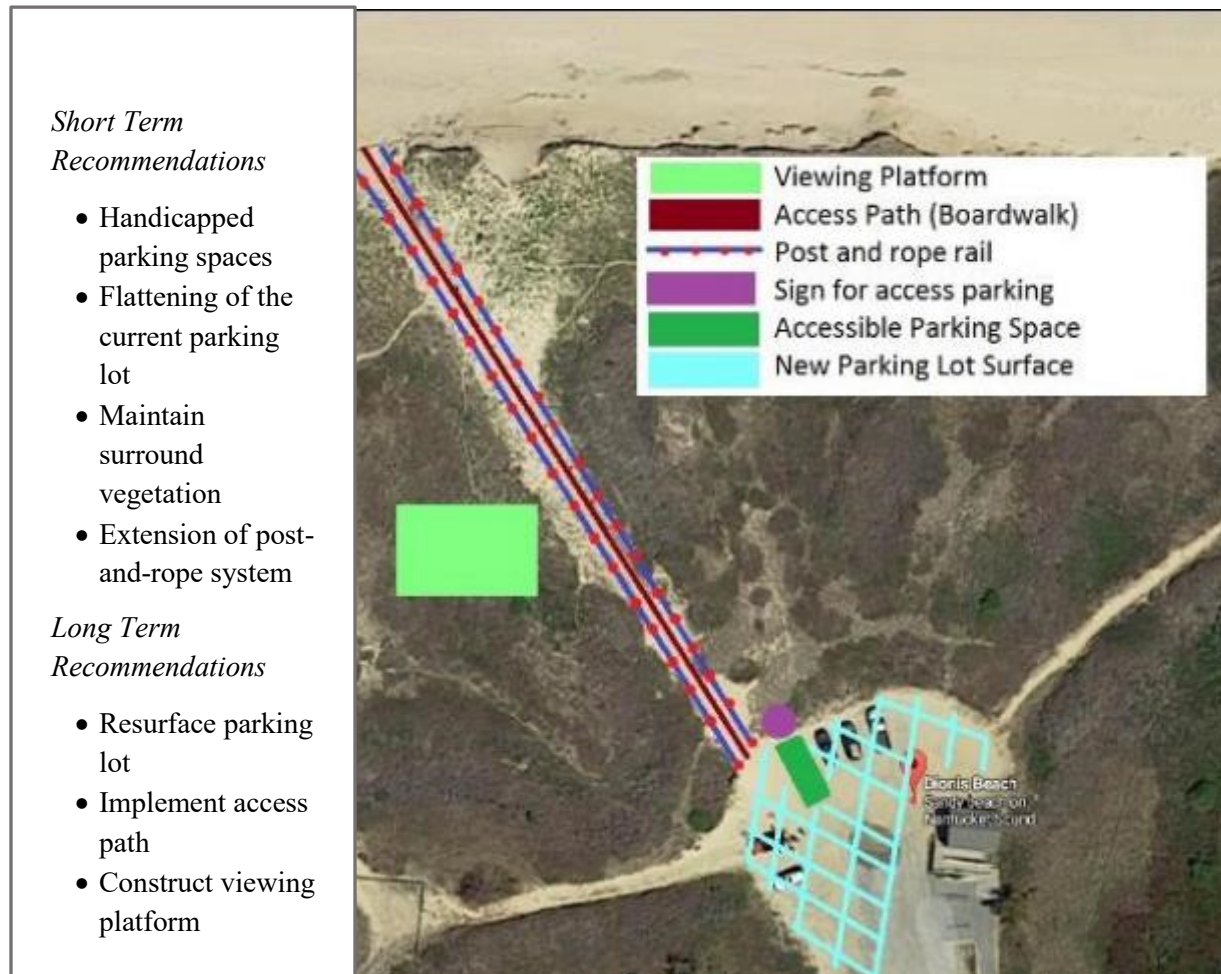 Short Term
Recommendations
• Handicapped
parking spaces
• Flattening of the
current parking
lot
• Maintain
surround
vegetation
• Extension of post-
and-rope system
Long Term
Recommendations
• Resurface parking
lot
• Implement access
path
• Construct viewing
platform
Viewing Platform
Access Path (Boardwalk)
Post and rope rail
Sign for access parking
Accessible Parking Space
New Parking Lot Surface
Dionis Beach
Sandy beach on
Nantucket Sound